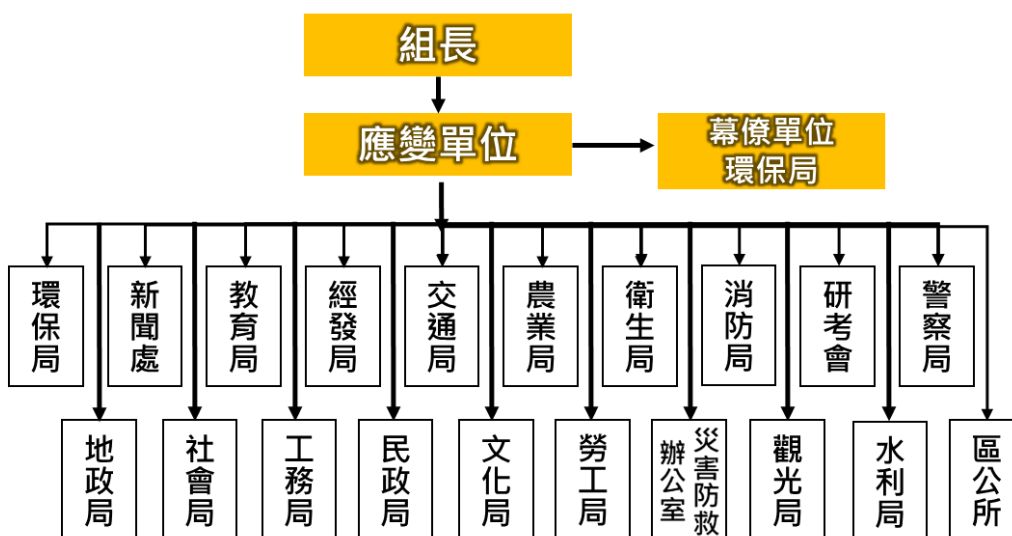 組長
應變單位
幕僚單位
環保局
環保局
新聞處
教育局
經發局
交通局
農業局
衛生局
消防局
研考會
警察局
地政局
社會局
工務局
民政局
文化局
勞工局
災害防救
辦公室
觀光局
水利局
區公所